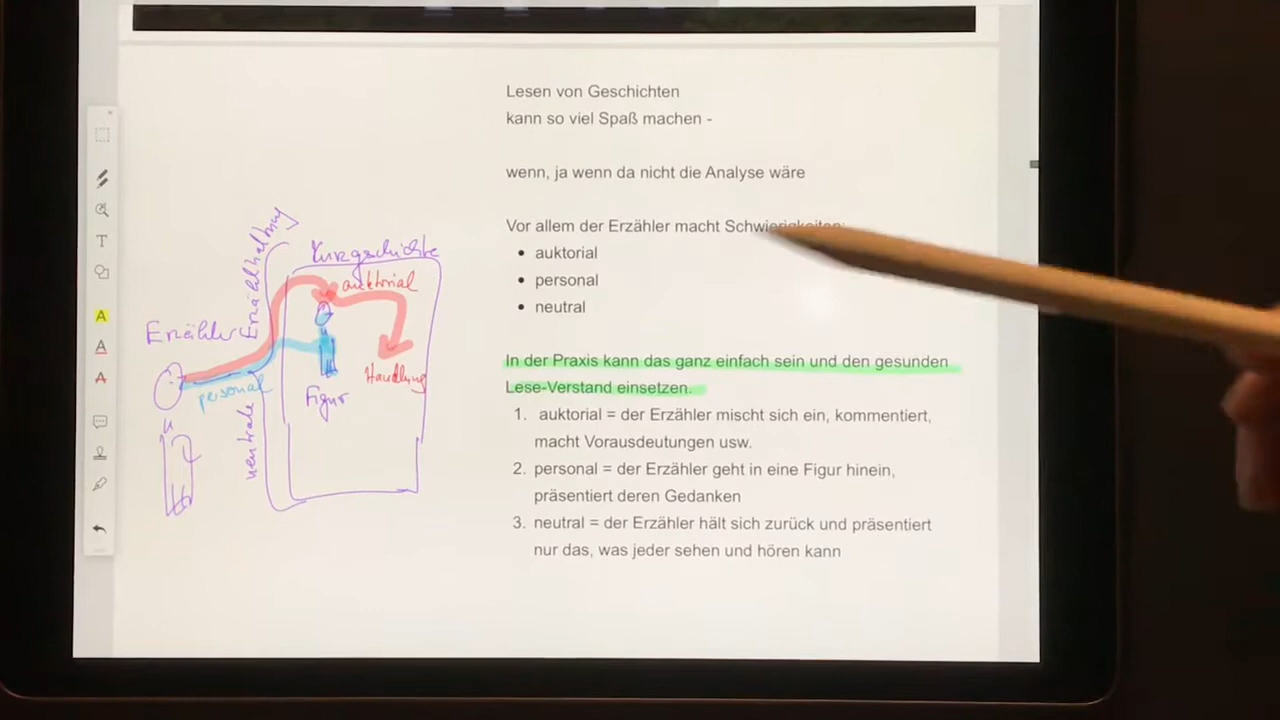 Lesen von Geschichten
kann so viel Spaß machen -
wenn, ja wenn da nicht die Analyse wäre
Vor allem der Erzähler macht Schwierigkeiten:
• auktorial
• personal
• neutral
In der Praxis kann das ganz einfach sein und den gesunden
Lese-Verstand einsetzen.
1. auktorial = der Erzähler mischt sich ein, kommentiert,
macht Vorausdeutungen usw.
2. personal = der Erzähler geht in eine Figur hinein,
präsentiert deren Gedanken
3. neutral = der Erzähler hält sich zurück und präsentiert
nur das, was jeder sehen und hören kann
Erzählhaltung
Kurzgeschichte
auktorial
Erzähler
Handlung
personal
Figur
neutrale
T
A
A
A